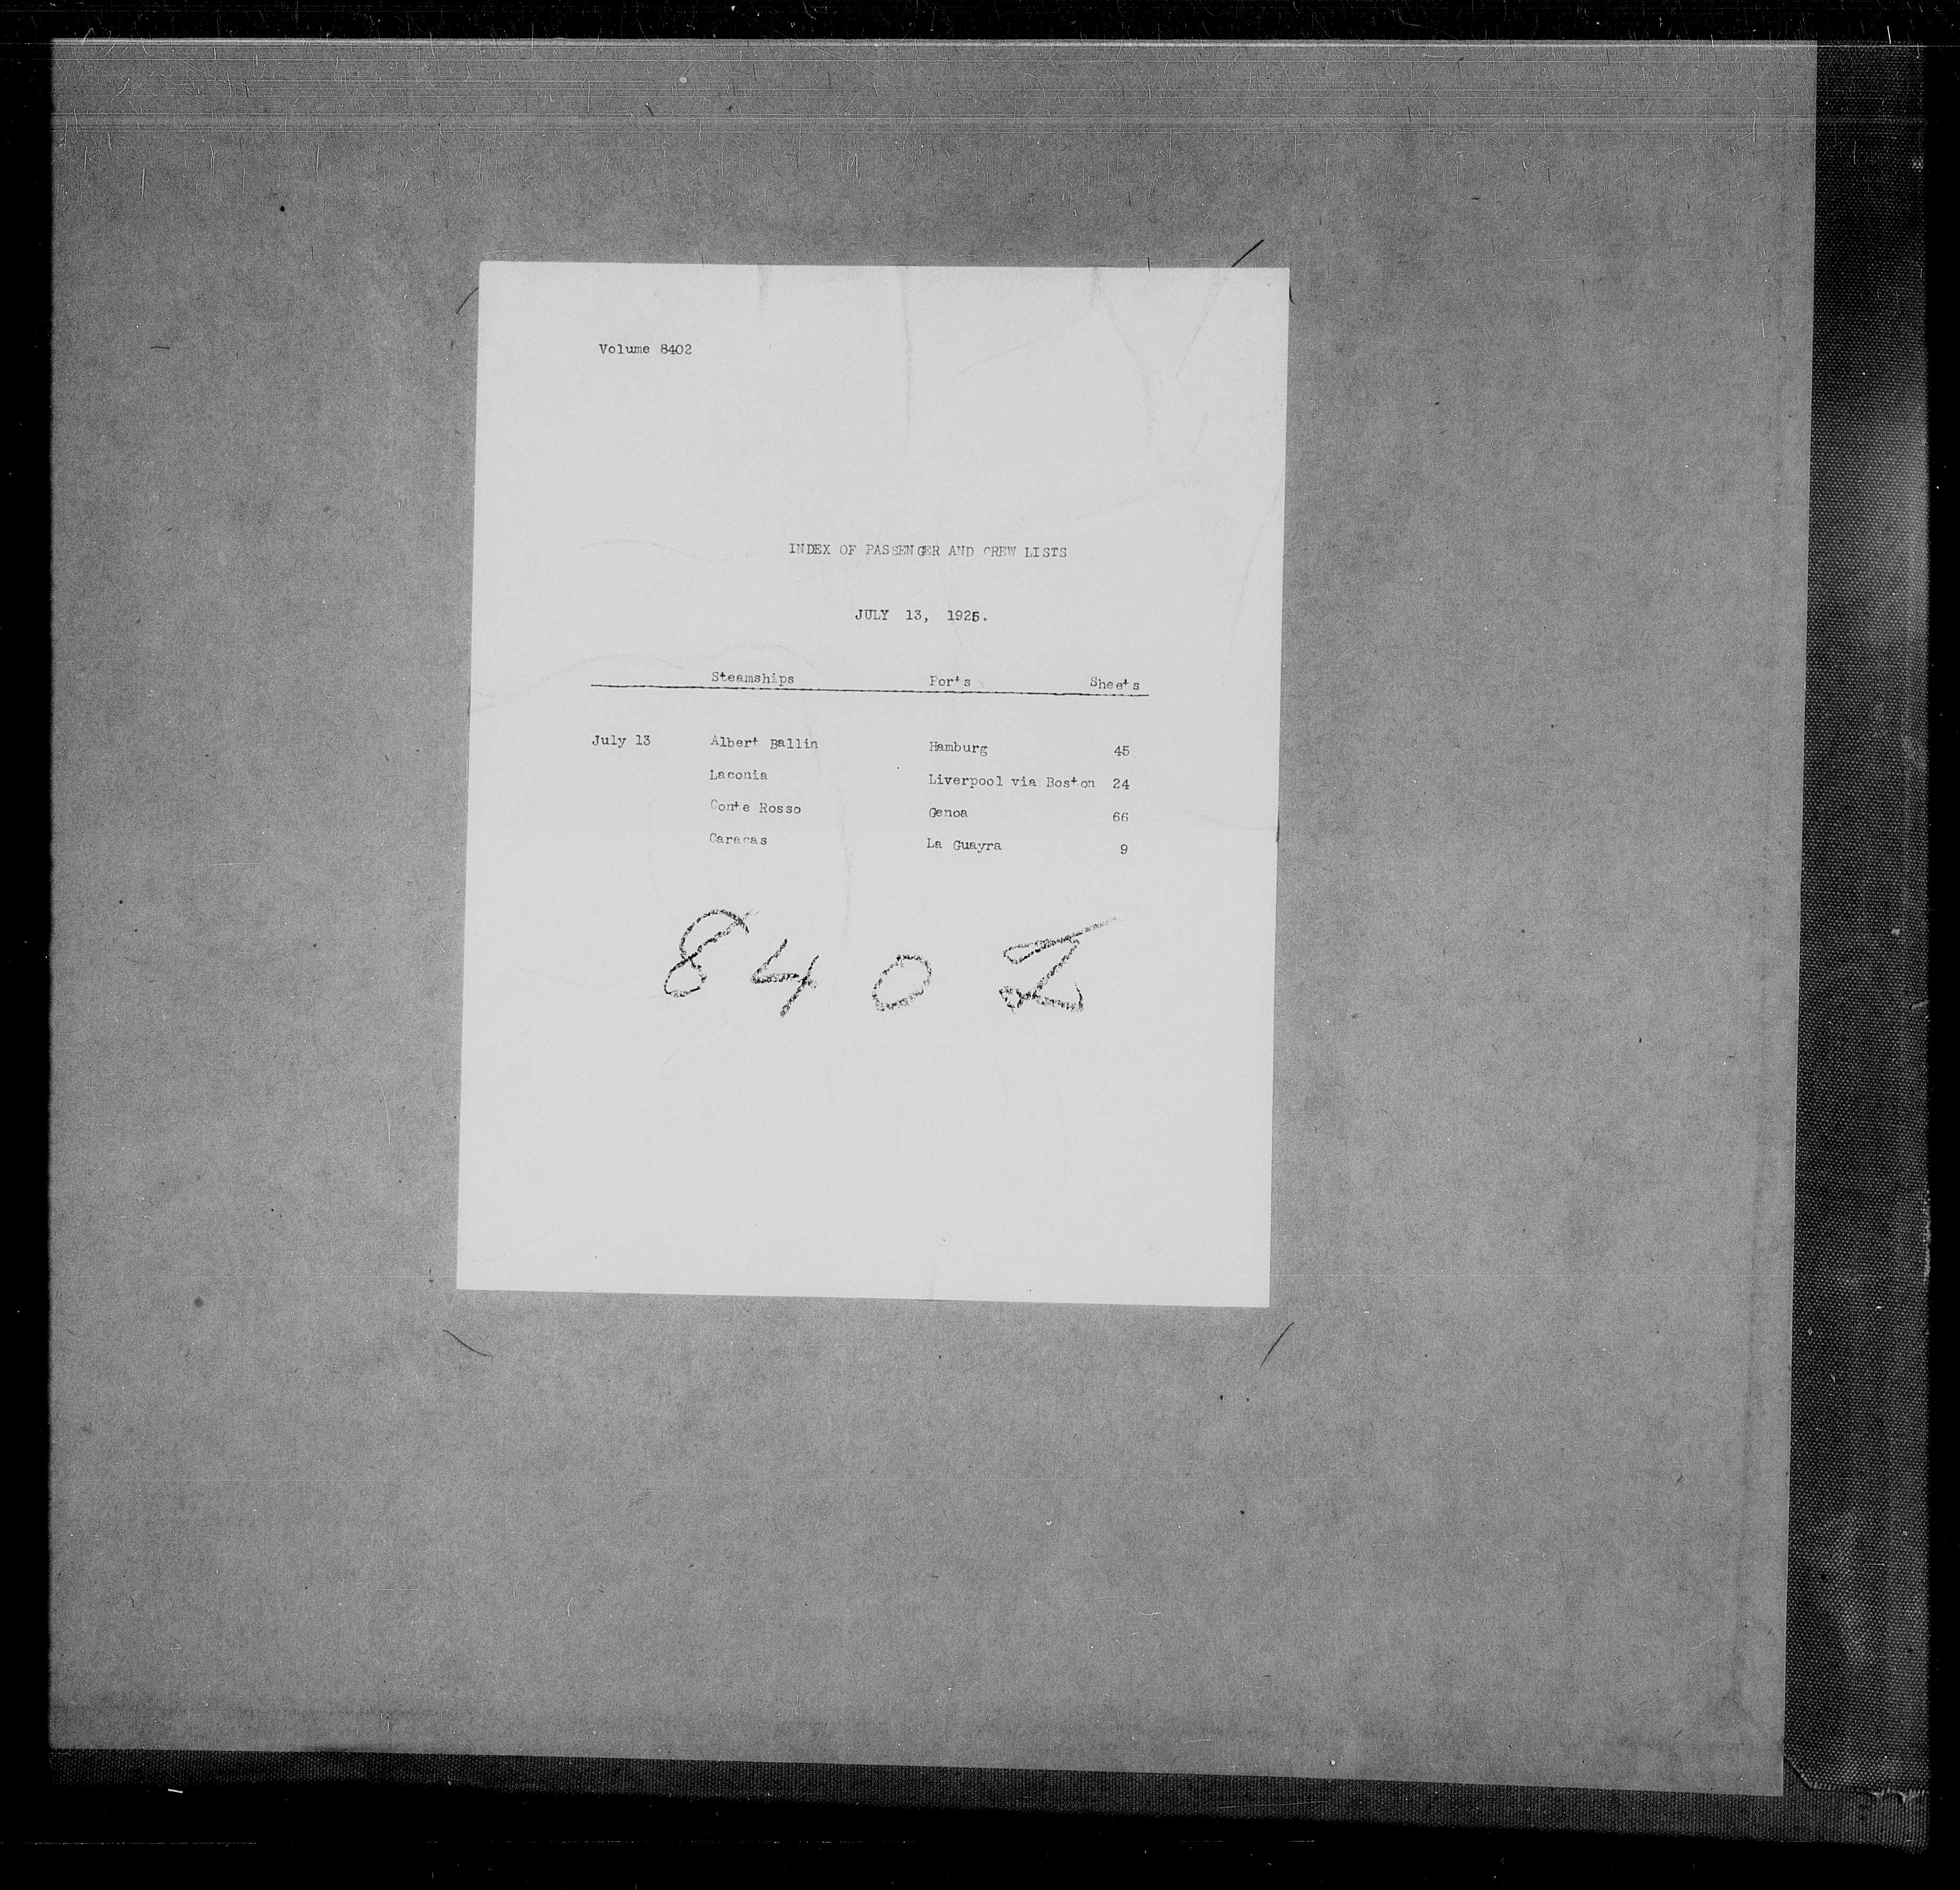 Volume 8402
INDEX OF PASSENGER AND CREW LISTS
JULY 13, 1925.
Steamships Ports Sheets
July 13 Albert Ballin Hamburg 45
Laconia Liverpool via Boston 24
Conte Rosso Genoa 66
Caracas La Guayra 9
8402